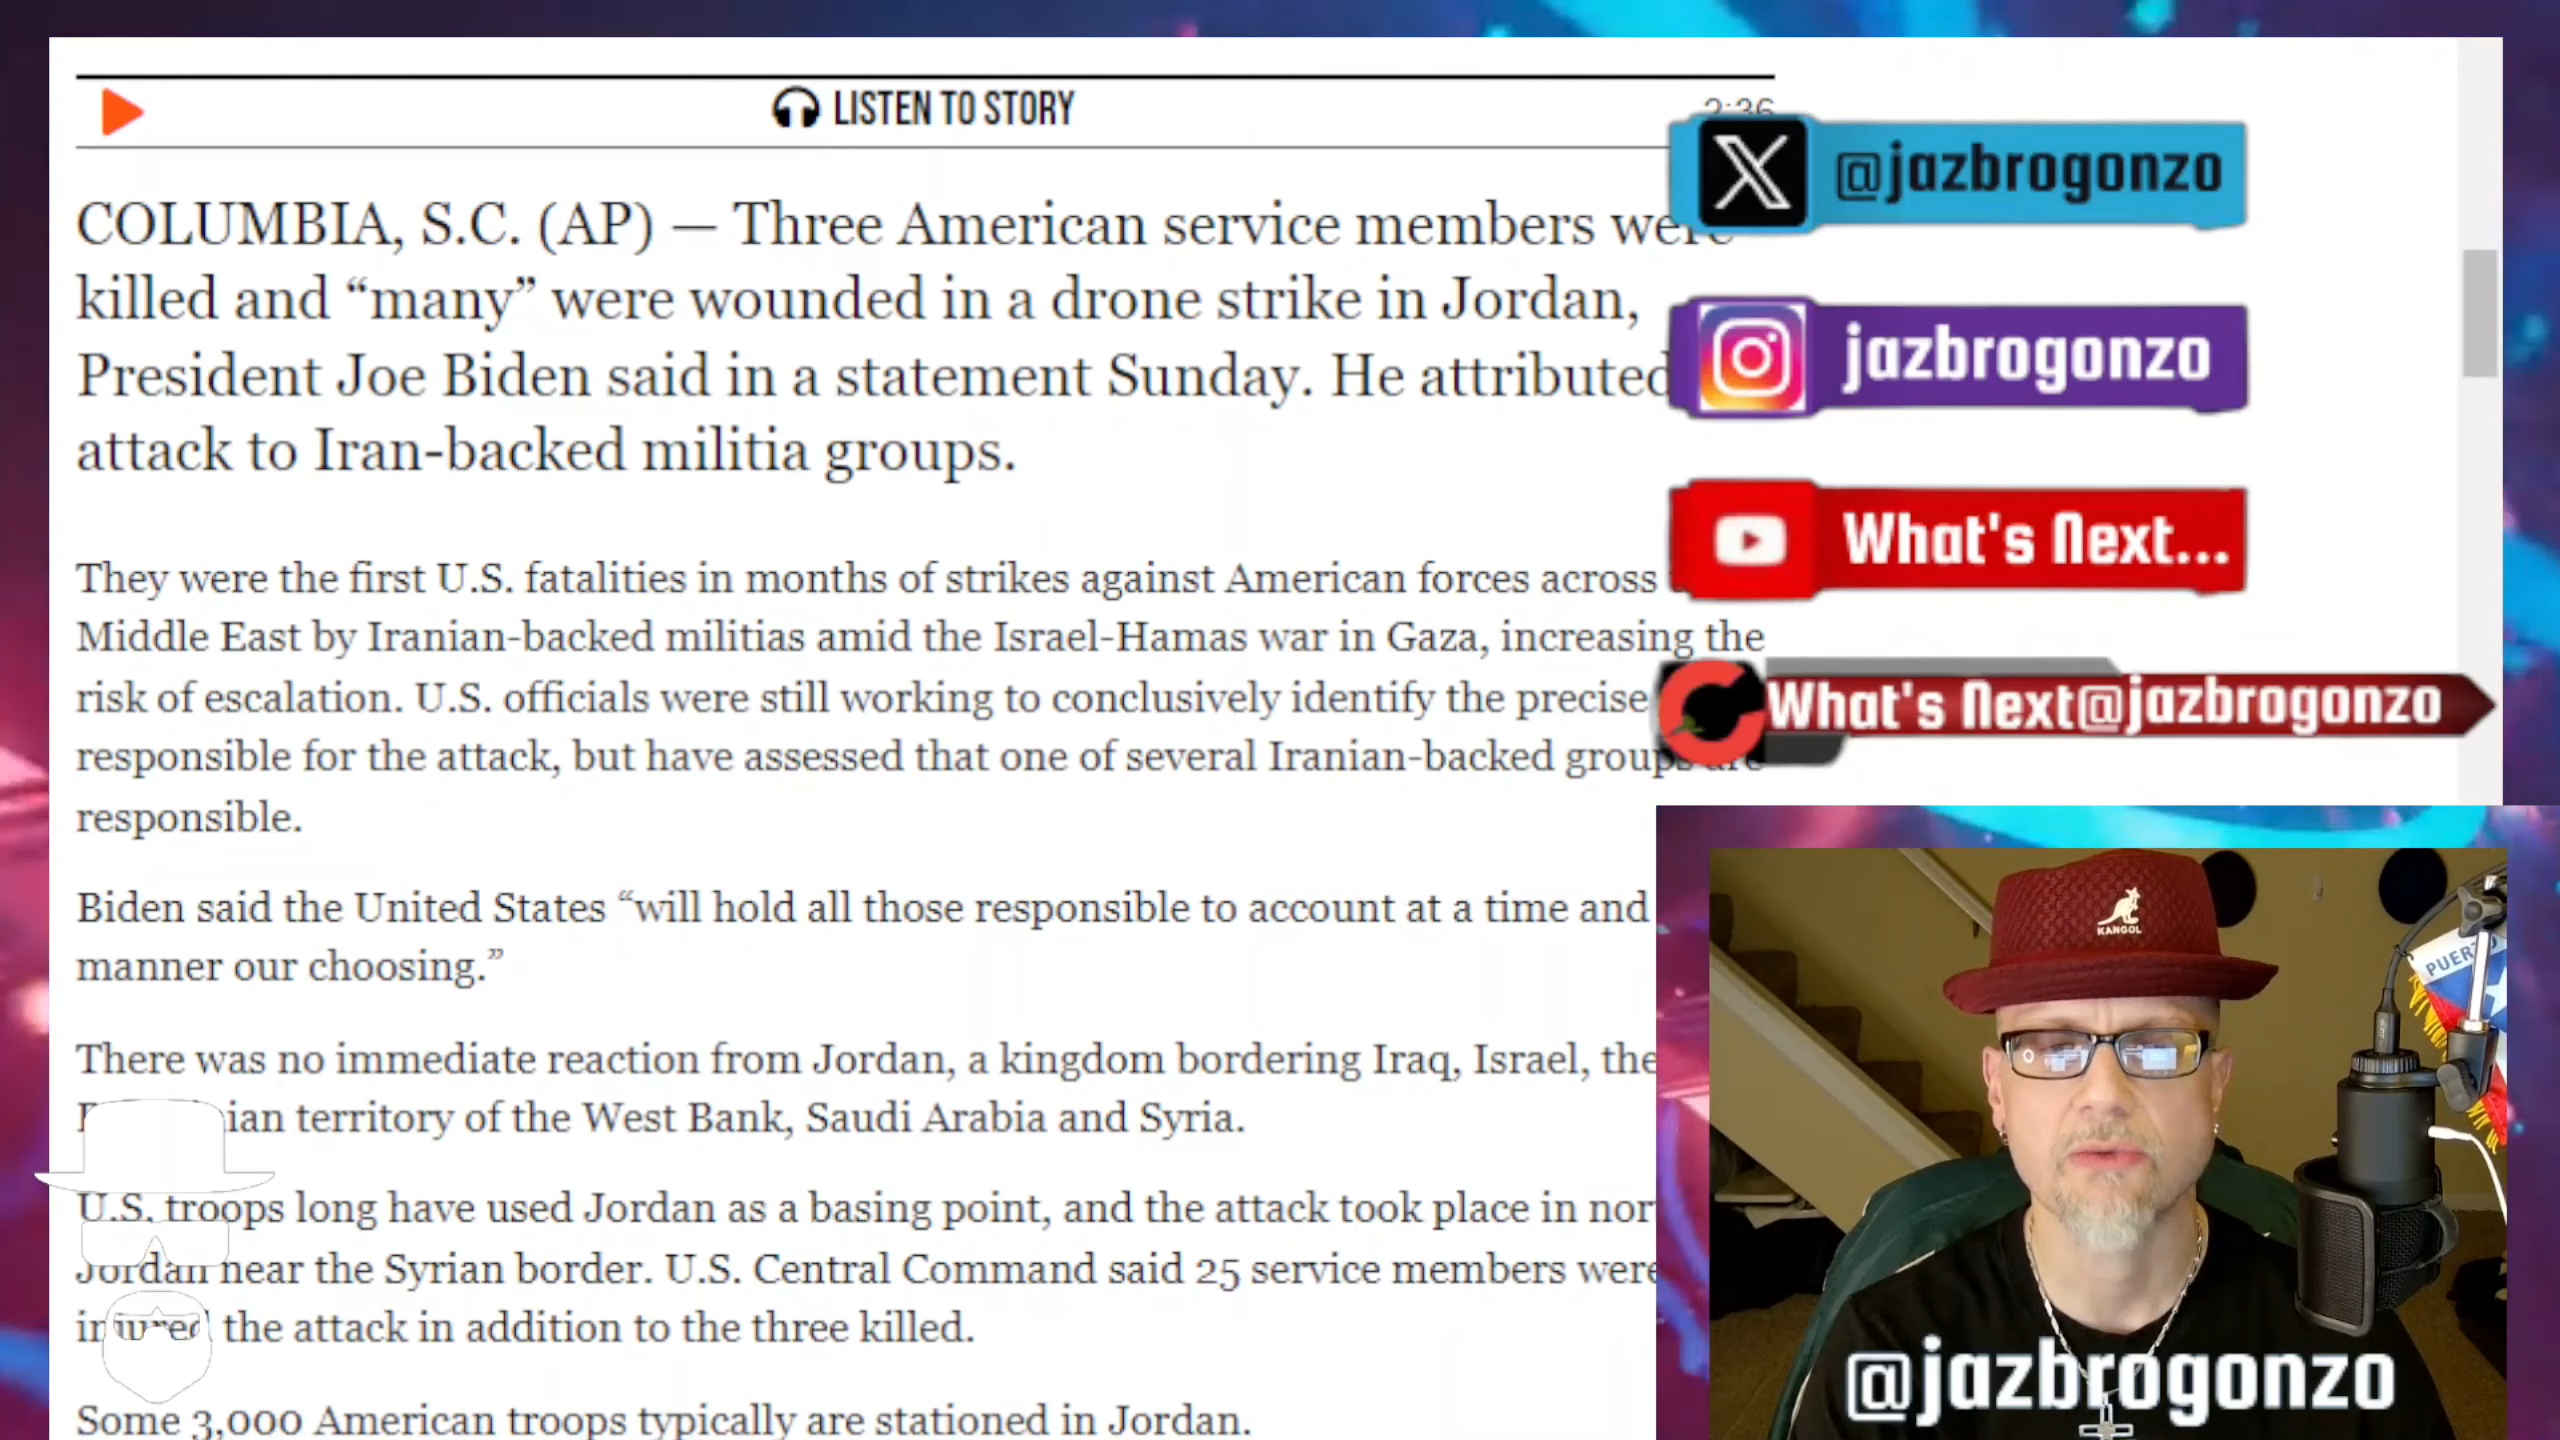 LISTEN TO STORY
2:36
COLUMBIA, S.C. (AP) — Three American service members were
killed and “many” were wounded in a drone strike in Jordan,
President Joe Biden said in a statement Sunday. He attributed
attack to Iran-backed militia groups.
They were the first U.S. fatalities in months of strikes against American forces across
Middle East by Iranian-backed militias amid the Israel-Hamas war in Gaza, increasing the
risk of escalation. U.S. officials were still working to conclusively identify the precise
responsible for the attack, but have assessed that one of several Iranian-backed groups are
responsible.
Biden said the United States “will hold all those responsible to account at a time and
manner our choosing.”
There was no immediate reaction from Jordan, a kingdom bordering Iraq, Israel, the
territory of the West Bank, Saudi Arabia and Syria.
U.S. troops long have used Jordan as a basing point, and the attack took place in nor
Jordan near the Syrian border. U.S. Central Command said 25 service members were
injured the attack in addition to the three killed.
Some 3,000 American troops typically are stationed in Jordan.
@jazbrogonzo
jazbrogonzo
What's Next...
What's Next@jazbrogonzo
KANGOL
PUERTO
@jazbrogonzo